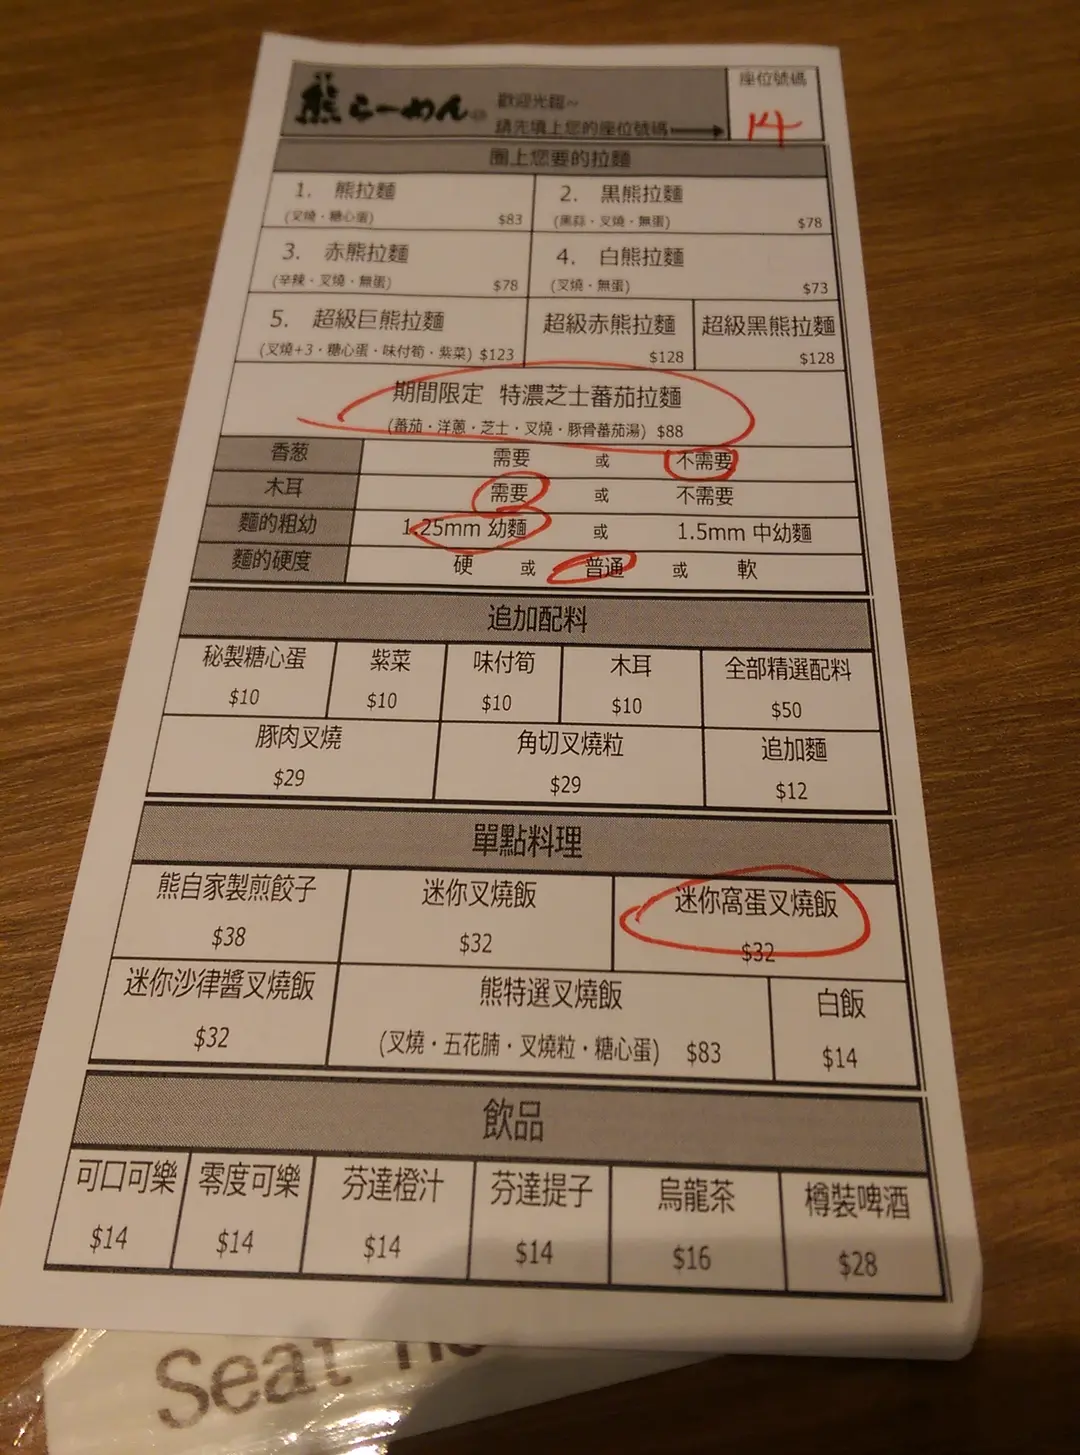 熊らーめん
歡迎光臨~
請先填上您的座位號碼
座位號碼
14
圈上您要的拉麵
1. 熊拉麵
(叉燒·糖心蛋) $83
2. 黑熊拉麵
(黑蒜·叉燒·無蛋) $78
3. 赤熊拉麵
(辛辣·叉燒·無蛋) $78
4. 白熊拉麵
(叉燒·無蛋) $73
5. 超級巨熊拉麵
(叉燒+3·糖心蛋·味付筍·紫菜) $123
超級赤熊拉麵
$128
超級黑熊拉麵
$128
期間限定 特濃芝士蕃茄拉麵
(蕃茄·洋蔥·芝士·叉燒·豚骨蕃茄湯) $88
香葱 需要 或 不需要
木耳 需要 或 不需要
麵的粗幼 1.25mm 幼麵 或 1.5mm 中幼麵
麵的硬度 硬 或 普通 或 軟
追加配料
秘製糖心蛋 紫菜 味付筍 木耳 全部精選配料
$10 $10 $10 $10 $50
豚肉叉燒 角切叉燒粒 追加麵
$29 $29 $12
單點料理
熊自家製煎餃子 迷你叉燒飯 迷你窩蛋叉燒飯
$38 $32 $32
迷你沙律醬叉燒飯 熊特選叉燒飯 白飯
$32 (叉燒·五花腩·叉燒粒·糖心蛋) $83 $14
飲品
可口可樂 零度可樂 芬達橙汁 芬達提子 烏龍茶 樽裝啤酒
$14 $14 $14 $14 $16 $28
Seat